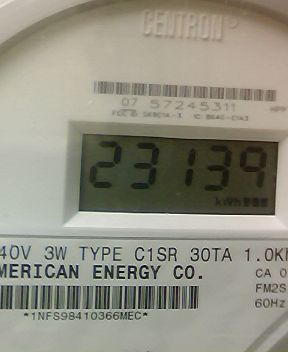 CENTRON®
07 57245311
23139
kWh
40V 3W TYPE C1SR 30TA 1.0K
MERICAN ENERGY CO.
CA 0
FM2S
60Hz
*1NFS98410366MEC*